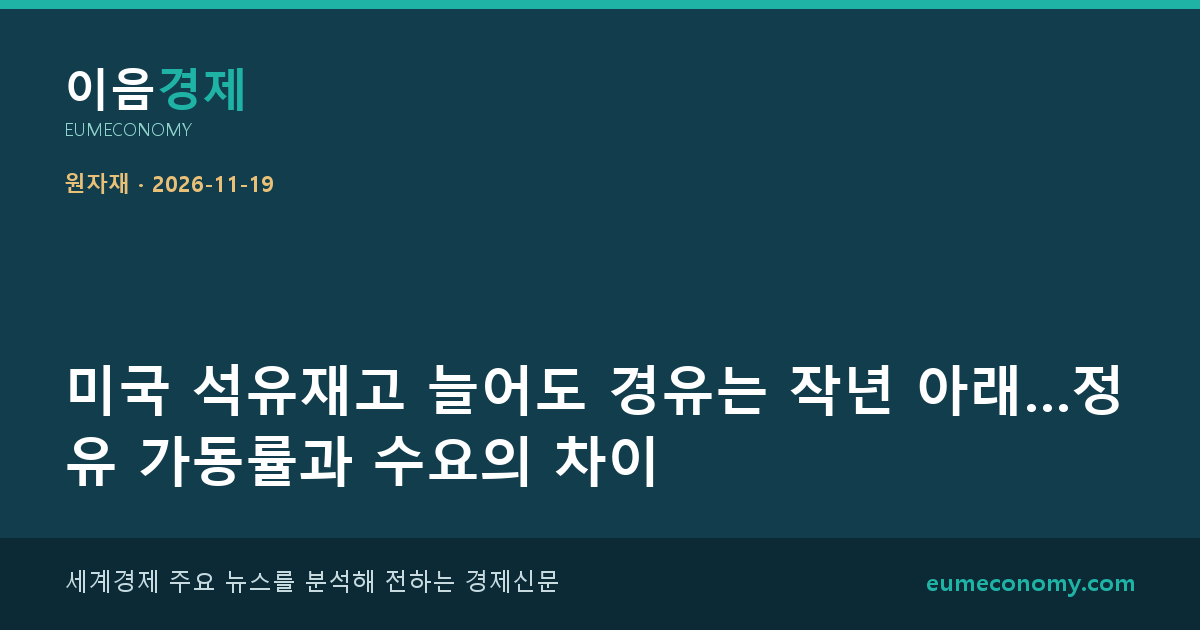 이음경제
EUMECONOMY
원자재 · 2026-11-19
미국 석유재고 늘어도 경유는 작년 아래…정
유 가동률과 수요의 차이
세계경제 주요 뉴스를 분석해 전하는 경제신문
eumeconomy.com